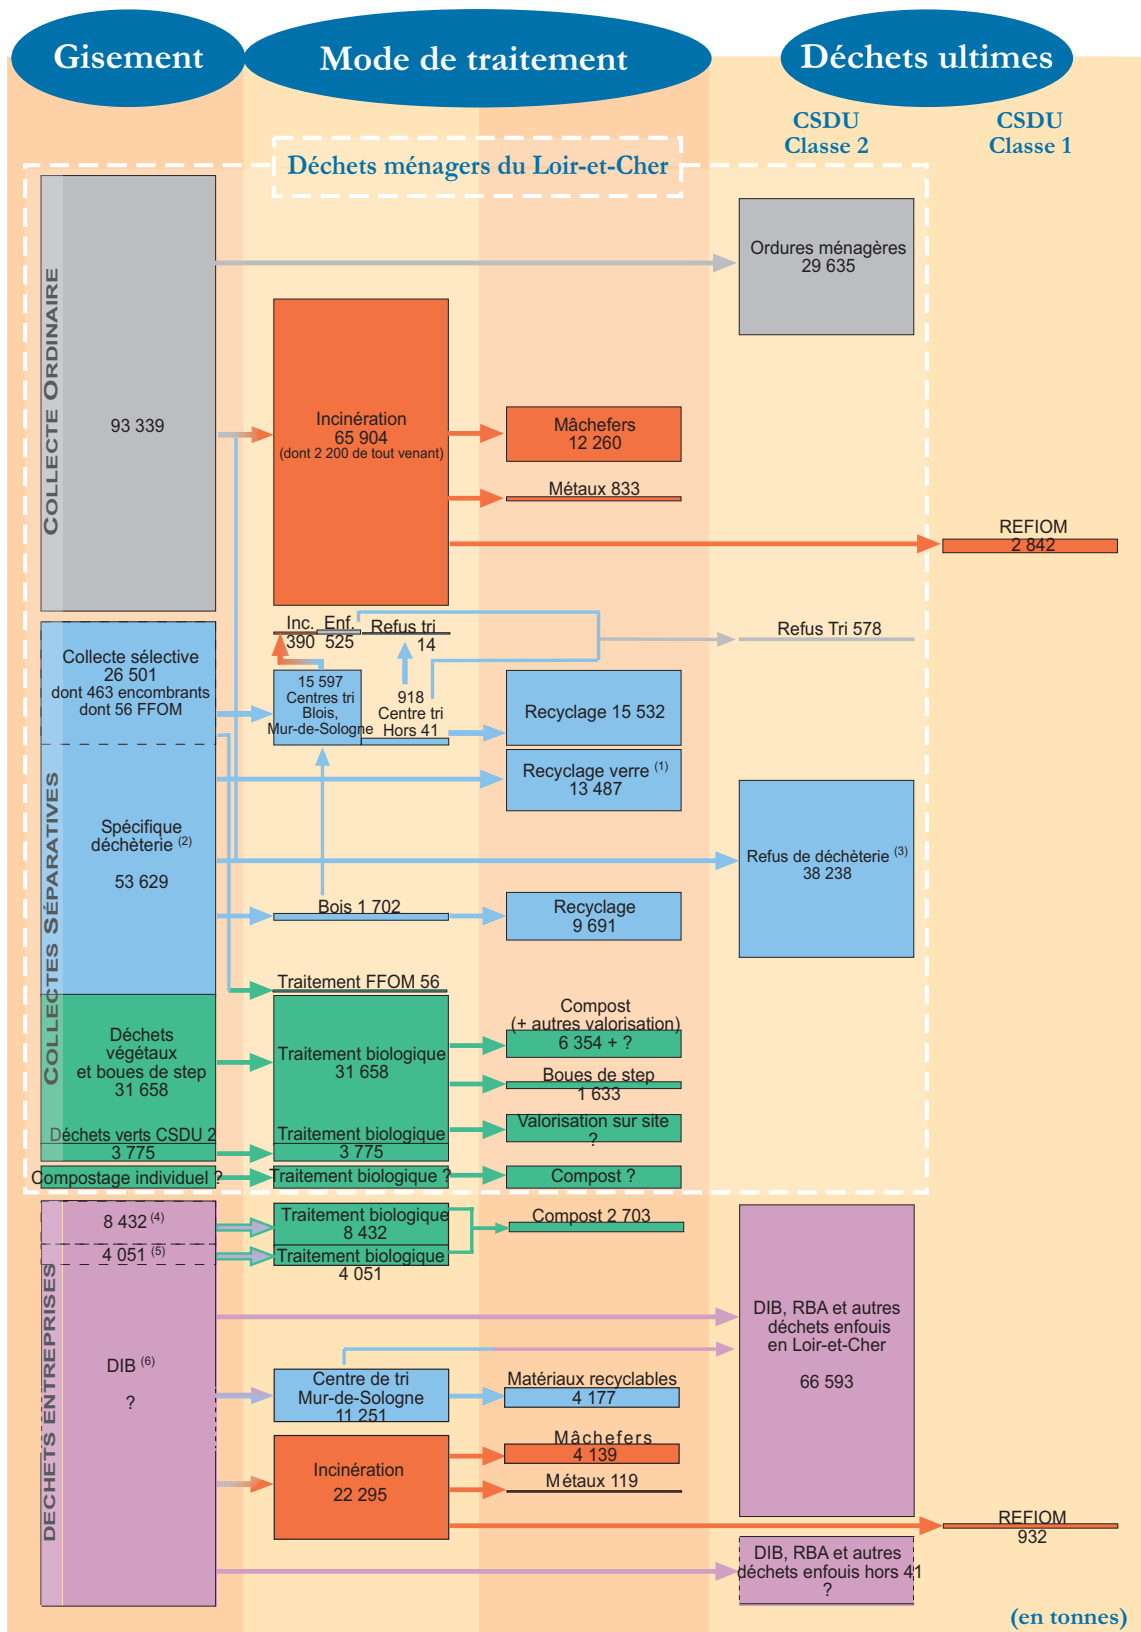 Gisement
Mode de traitement
Déchets ultimes
CSDU
Classe 2
CSDU
Classe 1
Déchets ménagers du Loir-et-Cher
COLLECTE ORDINAIRE
93 339
Incinération
65 904
(dont 2 200 de tout venant)
Mâchefers
12 260
Métaux 833
Ordures ménagères
29 635
REFIOM
2 842
COLLECTES SÉPARATIVES
Collecte sélective
26 501
dont 463 encombrants
dont 56 FFOM
Inc.
390
Enf.
525
Refus tri
14
Refus Tri 578
15 597
Centres tri
Blois,
Mur-de-Sologne
918
Centre tri
Hors 41
Recyclage 15 532
Recyclage verre (1)
13 487
Spécifique
déchèterie (2)
53 629
Refus de déchèterie (3)
38 238
Bois 1 702
Recyclage
9 691
Traitement FFOM 56
Déchets
végétaux
et boues de step
31 658
Traitement biologique
31 658
Compost
(+ autres valorisation)
6 354 + ?
Boues de step
1 633
Déchets verts CSDU 2
3 775
Traitement biologique
3 775
Valorisation sur site
?
Compostage individuel ?
Traitement biologique ?
Compost ?
DECHETS ENTREPRISES
8 432 (4)
Traitement biologique
8 432
Compost 2 703
4 051 (5)
Traitement biologique
4 051
DIB (6)
?
DIB, RBA et autres
déchets enfouis
en Loir-et-Cher
66 593
Centre de tri
Mur-de-Sologne
11 251
Matériaux recyclables
4 177
Incinération
22 295
Mâchefers
4 139
Métaux 119
REFIOM
932
DIB, RBA et autres
déchets enfouis hors 41
?
(en tonnes)